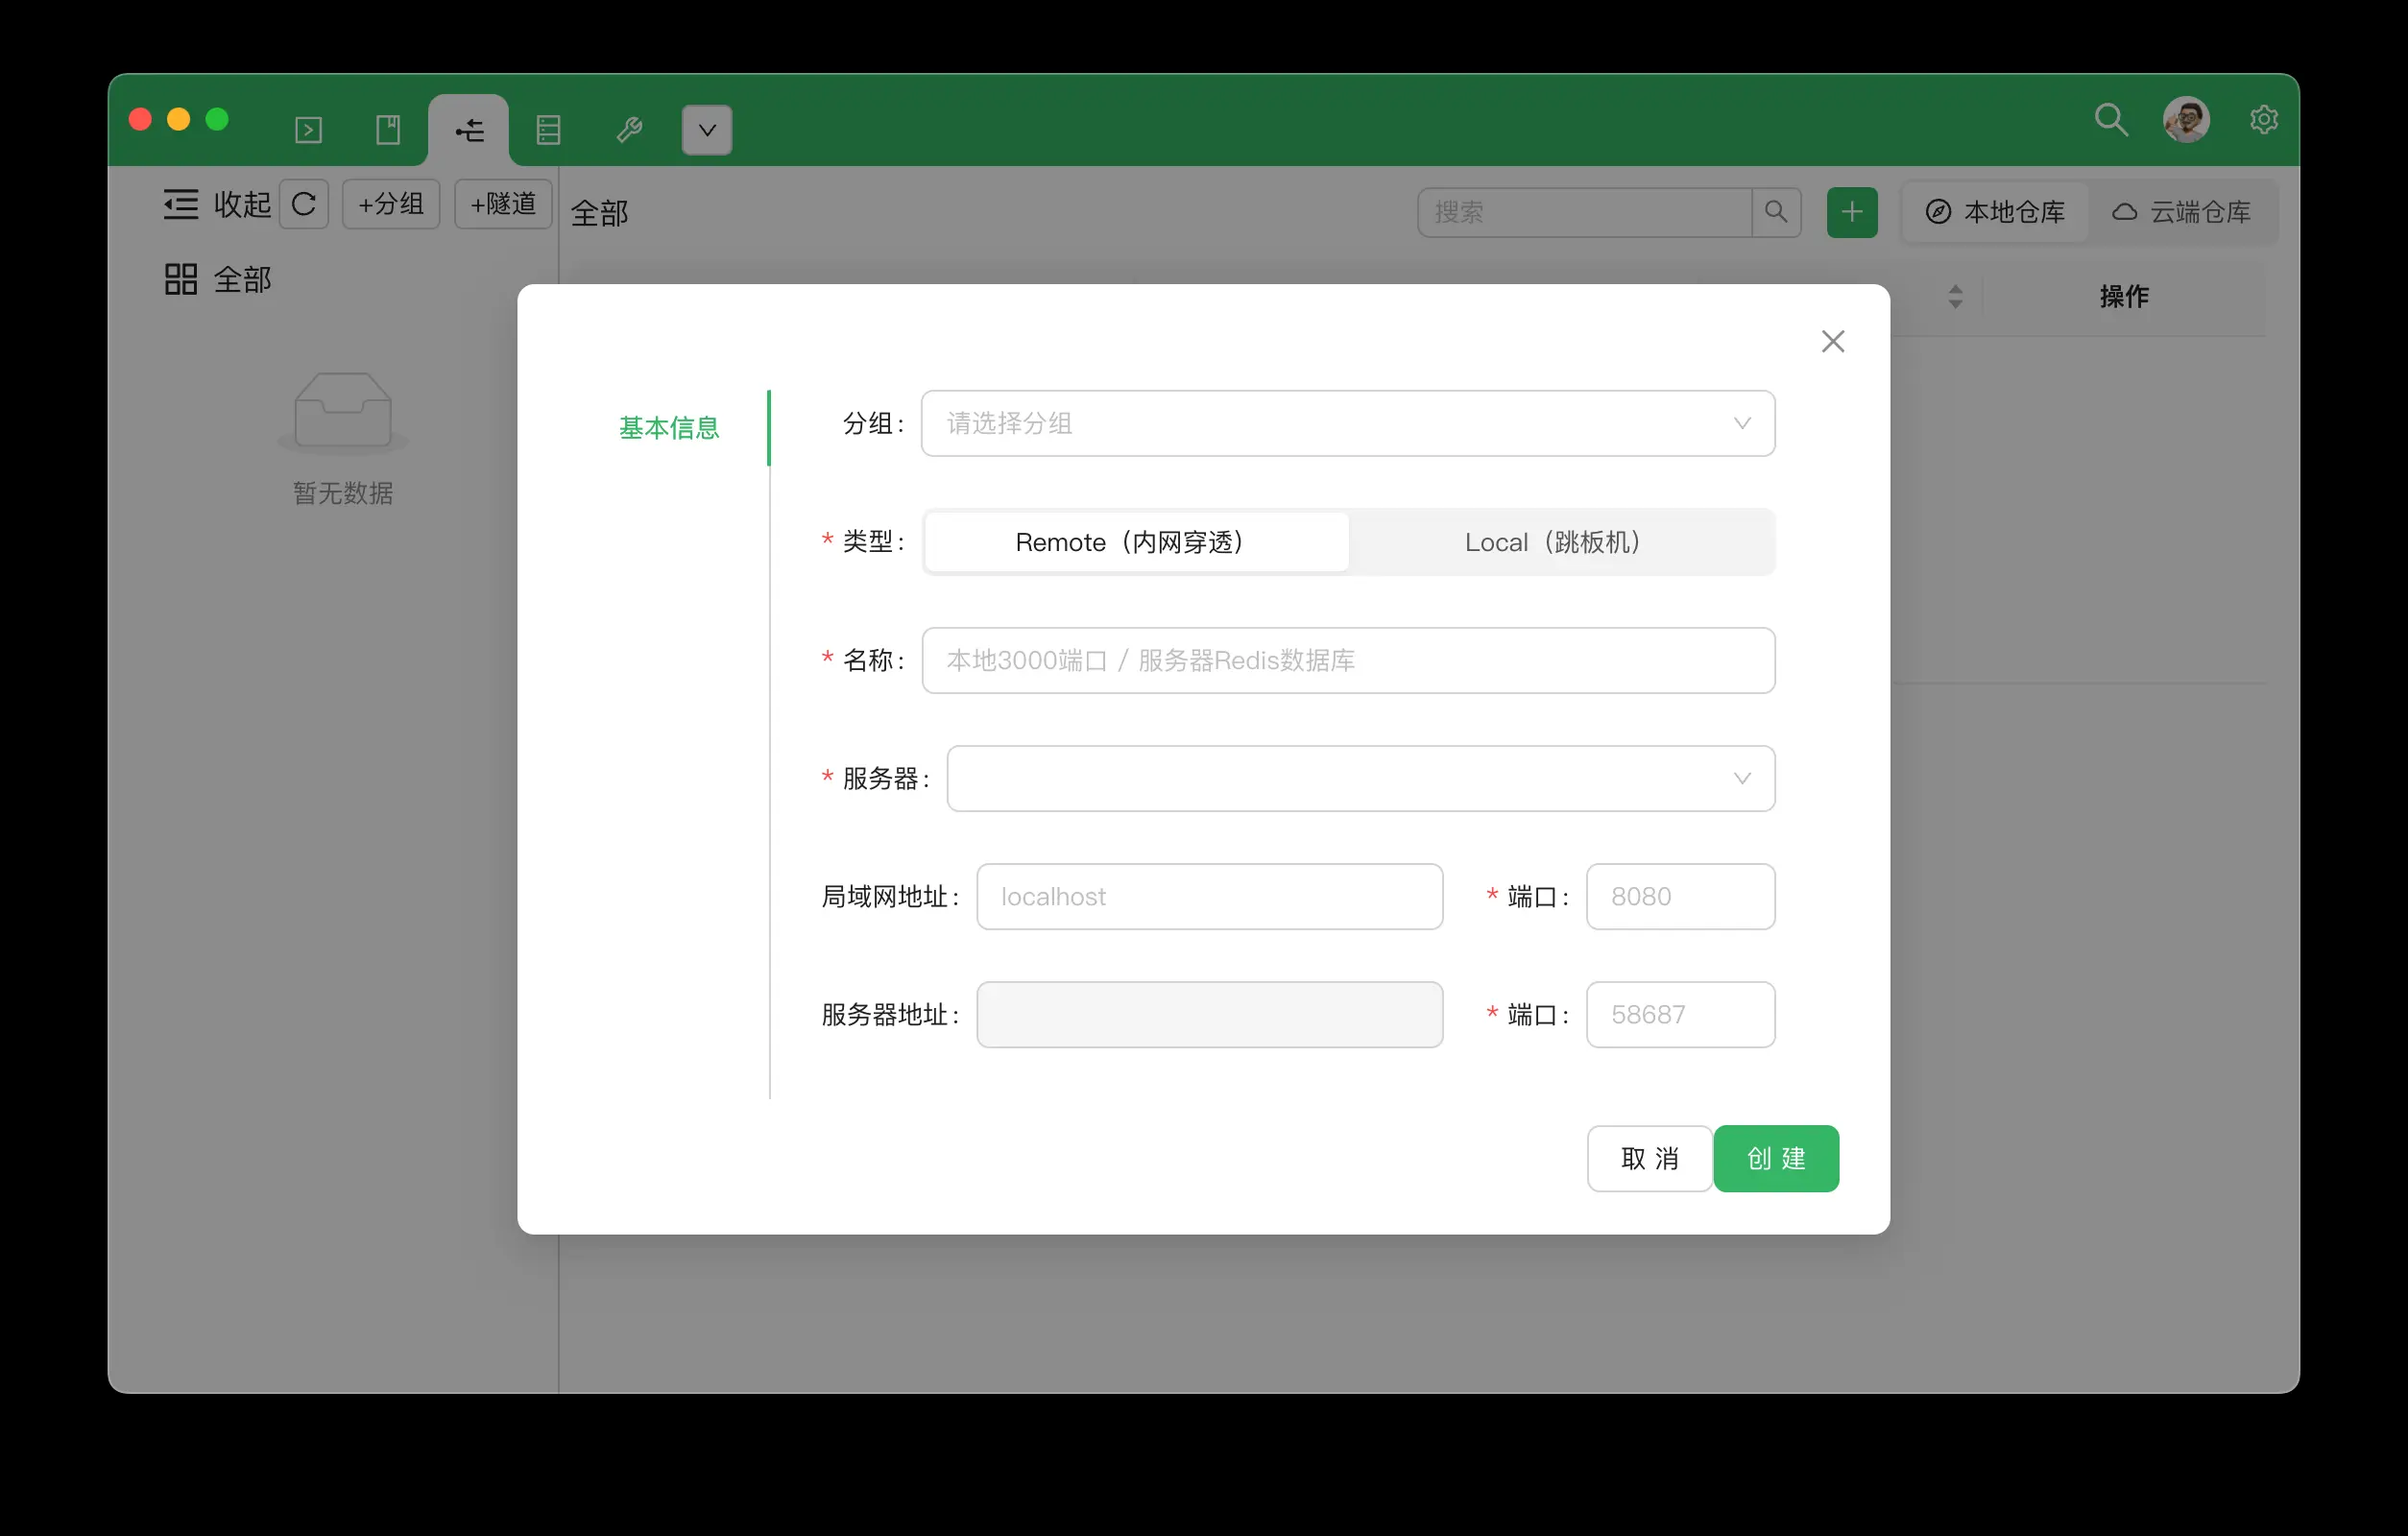 收起
+分组
+隧道
全部
搜索
本地仓库
云端仓库
全部
暂无数据
操作
基本信息
分组:
请选择分组
* 类型:
Remote（内网穿透）
Local（跳板机）
* 名称:
本地3000端口 / 服务器Redis数据库
* 服务器:
局域网地址:
localhost
* 端口:
8080
服务器地址:
* 端口:
58687
取 消
创 建